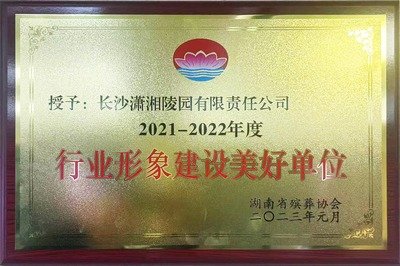 授予：长沙潇湘陵园有限责任公司
2021-2022年度
行业形象建设美好单位
湖南省殡葬协会
二〇二三年元月